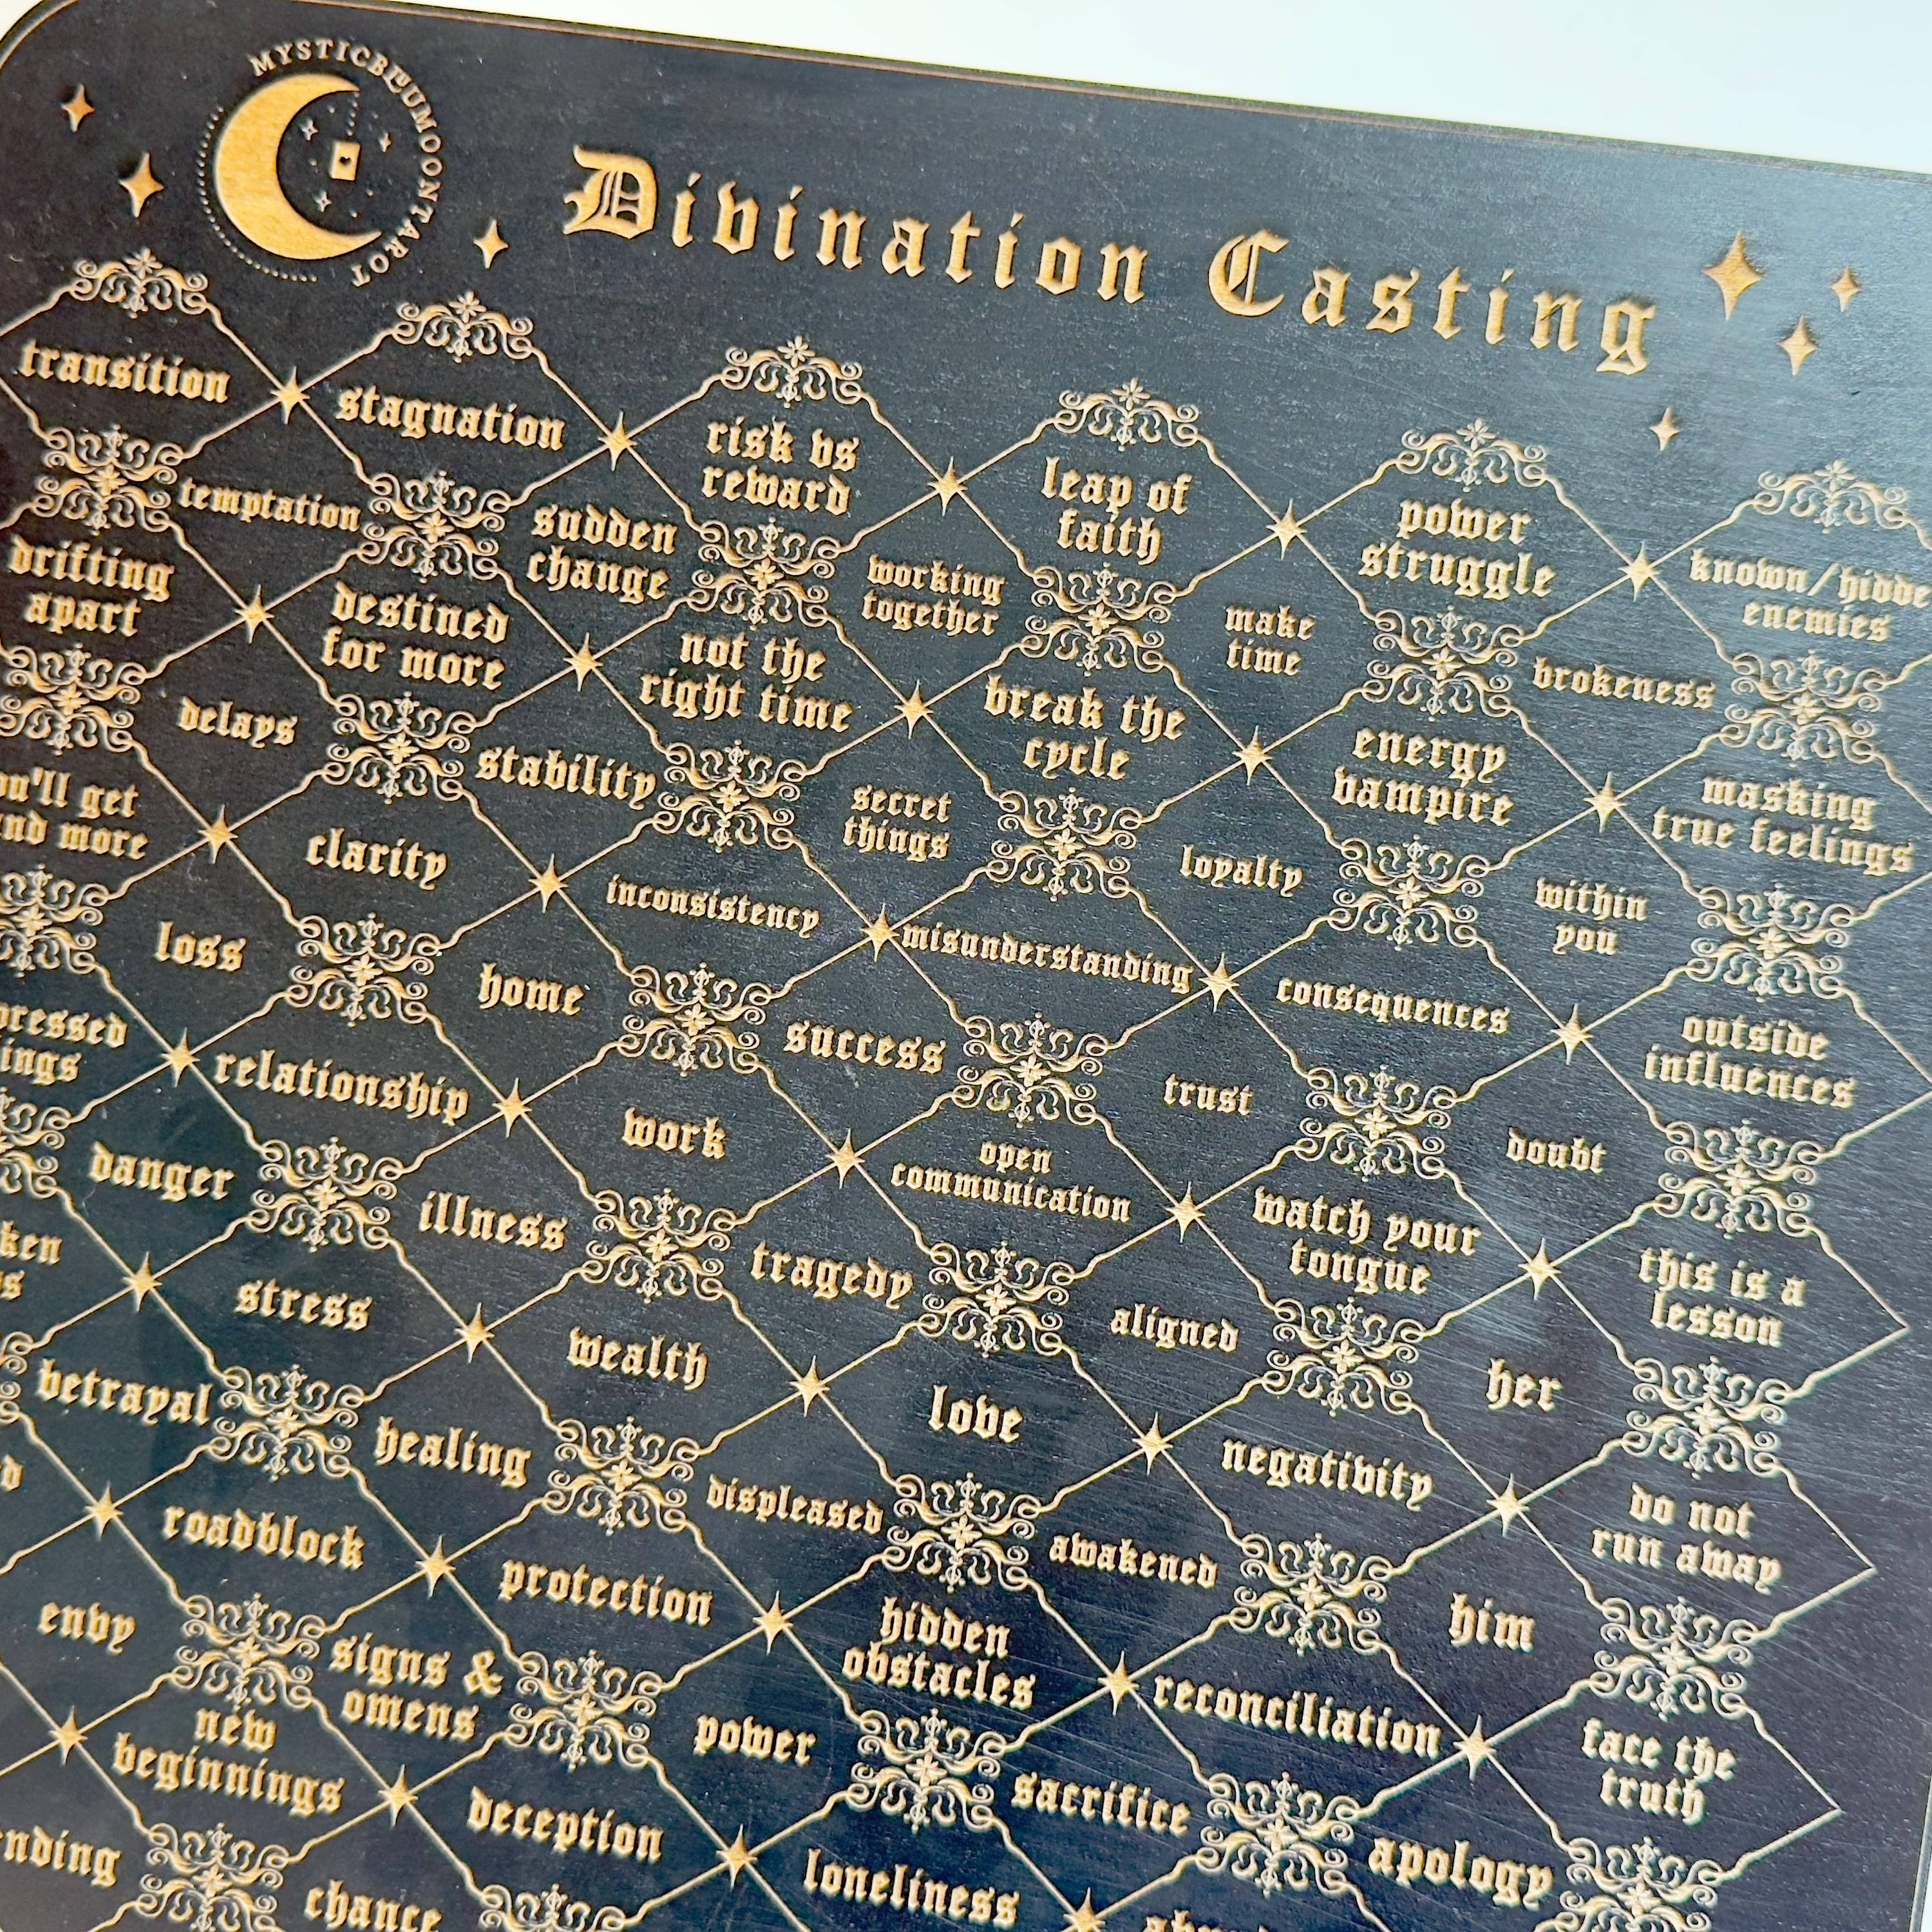 MYSTICBLUUMOONTAROT
Divination Casting
transition
stagnation
risk vs
reward
leap of
faith
power
struggle
enemies
temptation
sudden
change
working
together
make
time
brokeness
drifting
apart
destined
for more
not the
right time
break the
cycle
energy
vampire
masking
true feelings
delays
stability
secret
things
loyalty
within
you
get
more
clarity
inconsistency
misunderstanding
consequences
outside
influences
loss
home
success
trust
doubt
relationship
work
open
communication
watch your
tongue
this is a
lesson
danger
illness
tragedy
aligned
her
stress
wealth
love
negativity
do not
run away
betrayal
healing
displeased
awakened
him
roadblock
protection
hidden
obstacles
reconciliation
face the
truth
envy
signs &
omens
power
sacrifice
apology
new
beginnings
deception
loneliness
chance